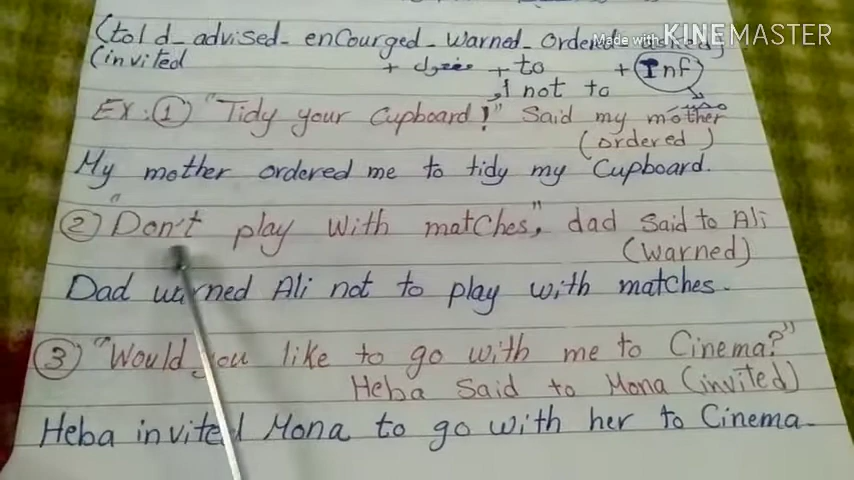 Made with KINEMASTER
(told - advised - encourged - warned - ordered - asked)
(invited
+ to + Inf
not to مصدر
Ex: ① "Tidy your Cupboard!" Said my mother
(ordered)
My mother ordered me to tidy my Cupboard.
② "Don't play with matches," dad said to Ali
(warned)
Dad warned Ali not to play with matches.
③ "Would you like to go with me to Cinema?"
Heba said to Mona (invited)
Heba invited Mona to go with her to Cinema.